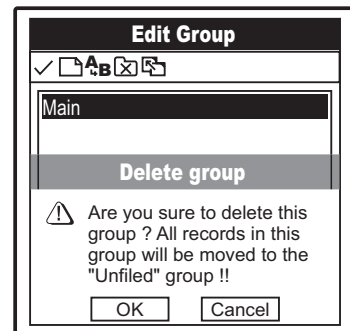 Edit Group
A
B
Main
Delete group
Are you sure to delete this
group ? All records in this
group will be moved to the
"Unfiled" group !!
OK
Cancel